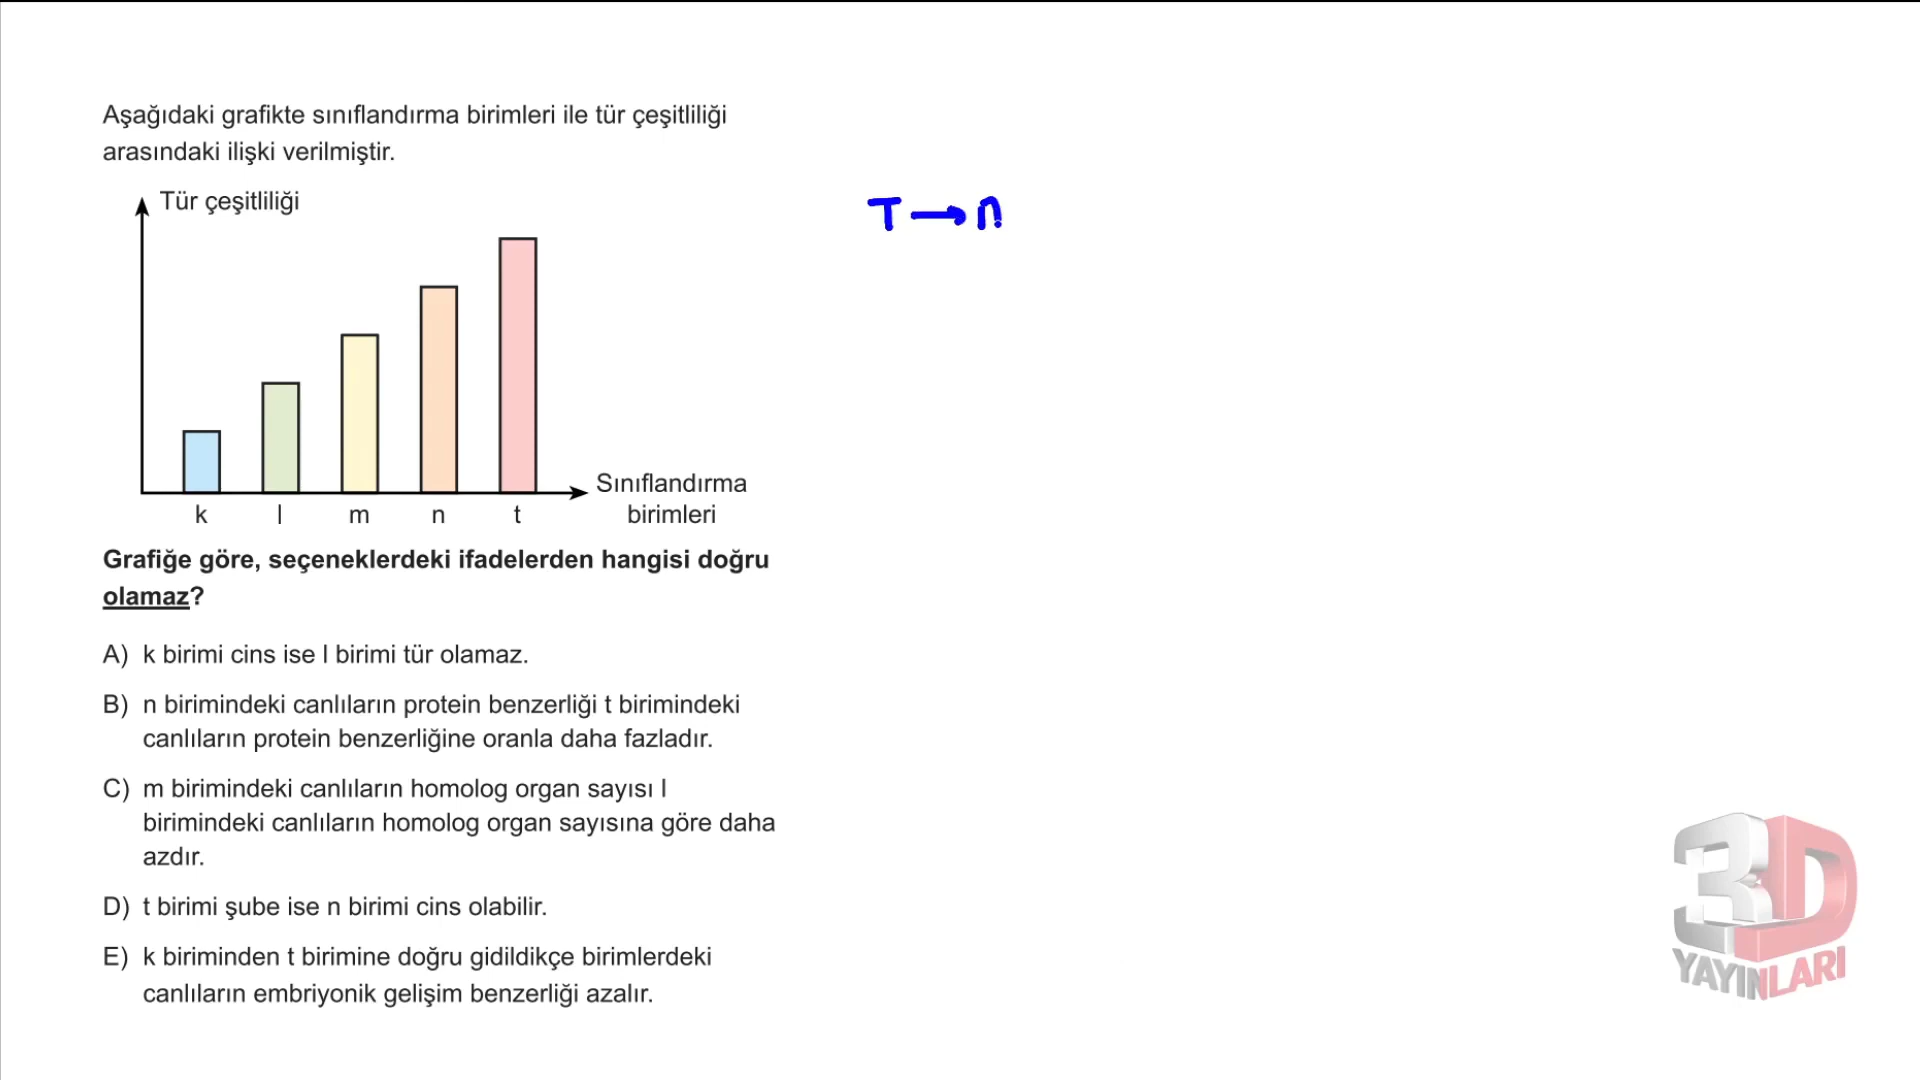 Aşağıdaki grafikte sınıflandırma birimleri ile tür çeşitliliği
arasındaki ilişki verilmiştir.
Tür çeşitliliği
T → n
Sınıflandırma
birimleri
k l m n t
Grafiğe göre, seçeneklerdeki ifadelerden hangisi doğru
olamaz?
A) k birimi cins ise l birimi tür olamaz.
B) n birimindeki canlıların protein benzerliği t birimindeki
canlıların protein benzerliğine oranla daha fazladır.
C) m birimindeki canlıların homolog organ sayısı l
birimindeki canlıların homolog organ sayısına göre daha
azdır.
D) t birimi şube ise n birimi cins olabilir.
E) k biriminden t birimine doğru gidildikçe birimlerdeki
canlıların embriyonik gelişim benzerliği azalır.
3D
YAYINLARI